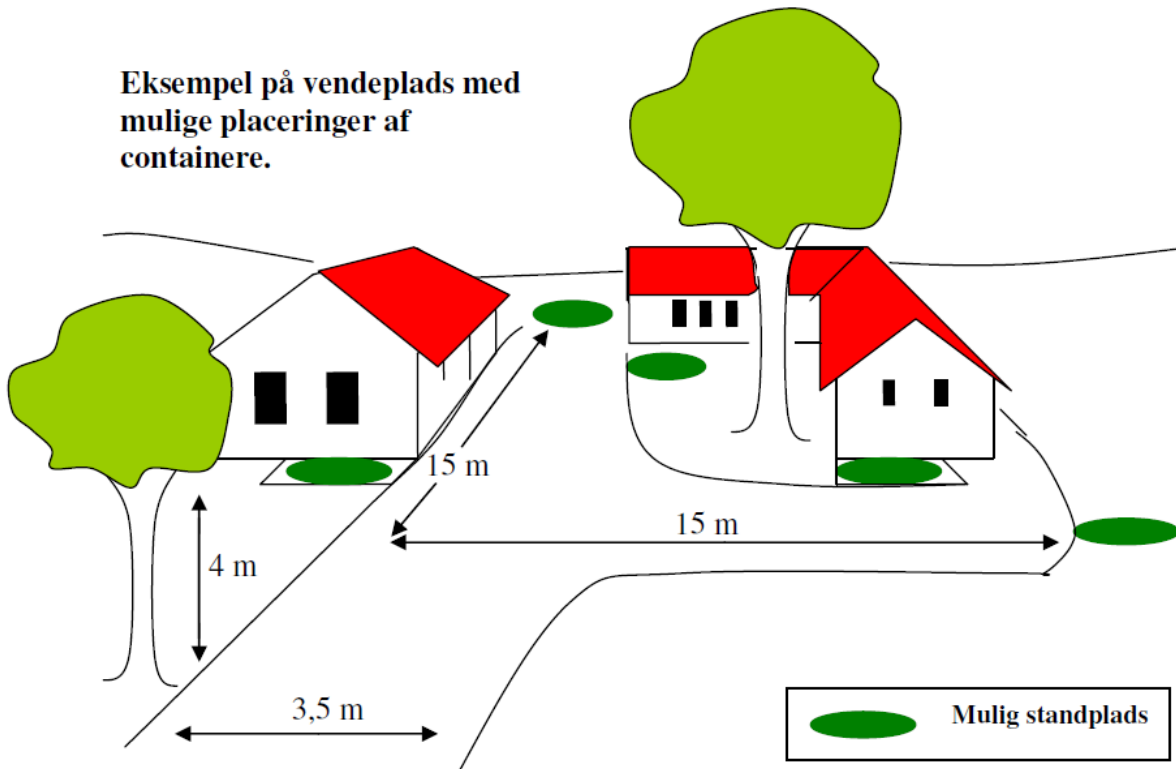 Eksempel på vendeplads med
mulige placeringer af
containere.
15 m
15 m
4 m
3,5 m
Mulig standplads